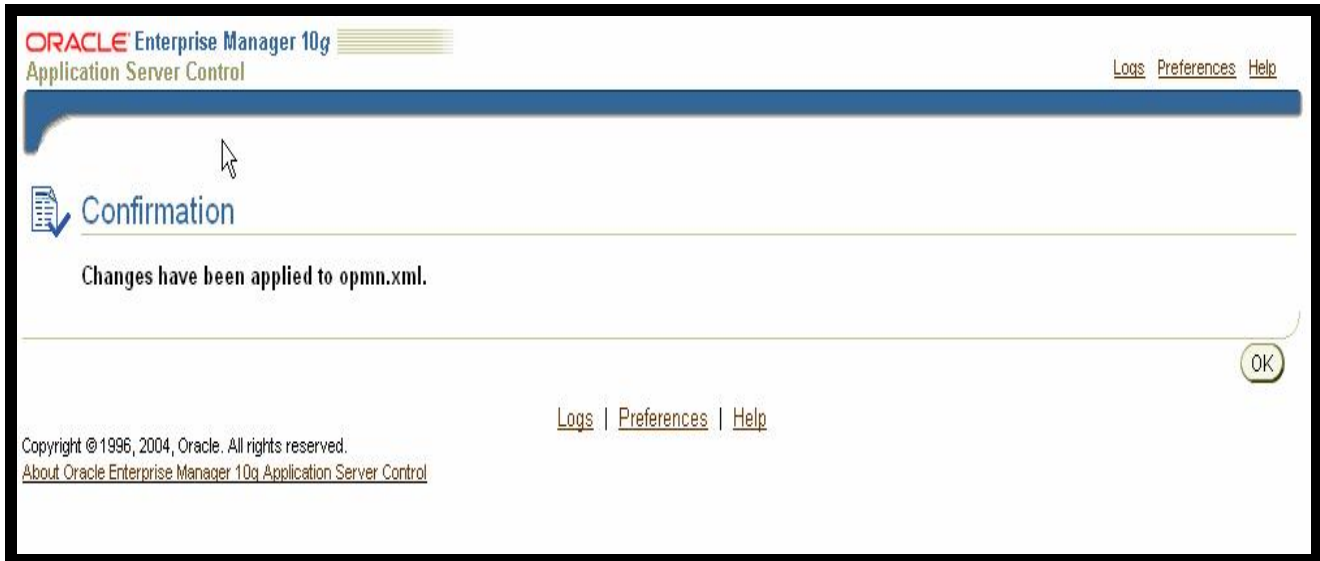 ORACLE Enterprise Manager 10g
Application Server Control
Logs Preferences Help
Confirmation
Changes have been applied to opmn.xml.
OK
Logs | Preferences | Help
Copyright © 1996, 2004, Oracle. All rights reserved.
About Oracle Enterprise Manager 10g Application Server Control